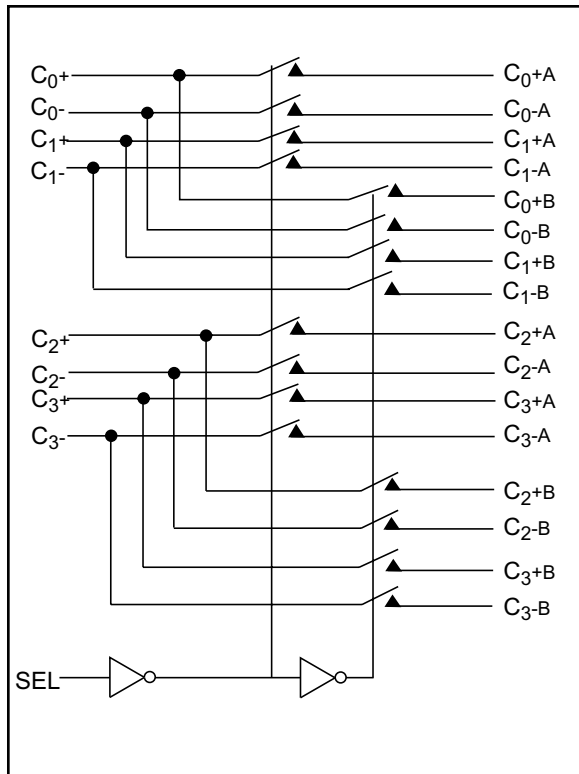 C0+
C0-
C1+
C1-
C2+
C2-
C3+
C3-
SEL
C0+A
C0-A
C1+A
C1-A
C0+B
C0-B
C1+B
C1-B
C2+A
C2-A
C3+A
C3-A
C2+B
C2-B
C3+B
C3-B